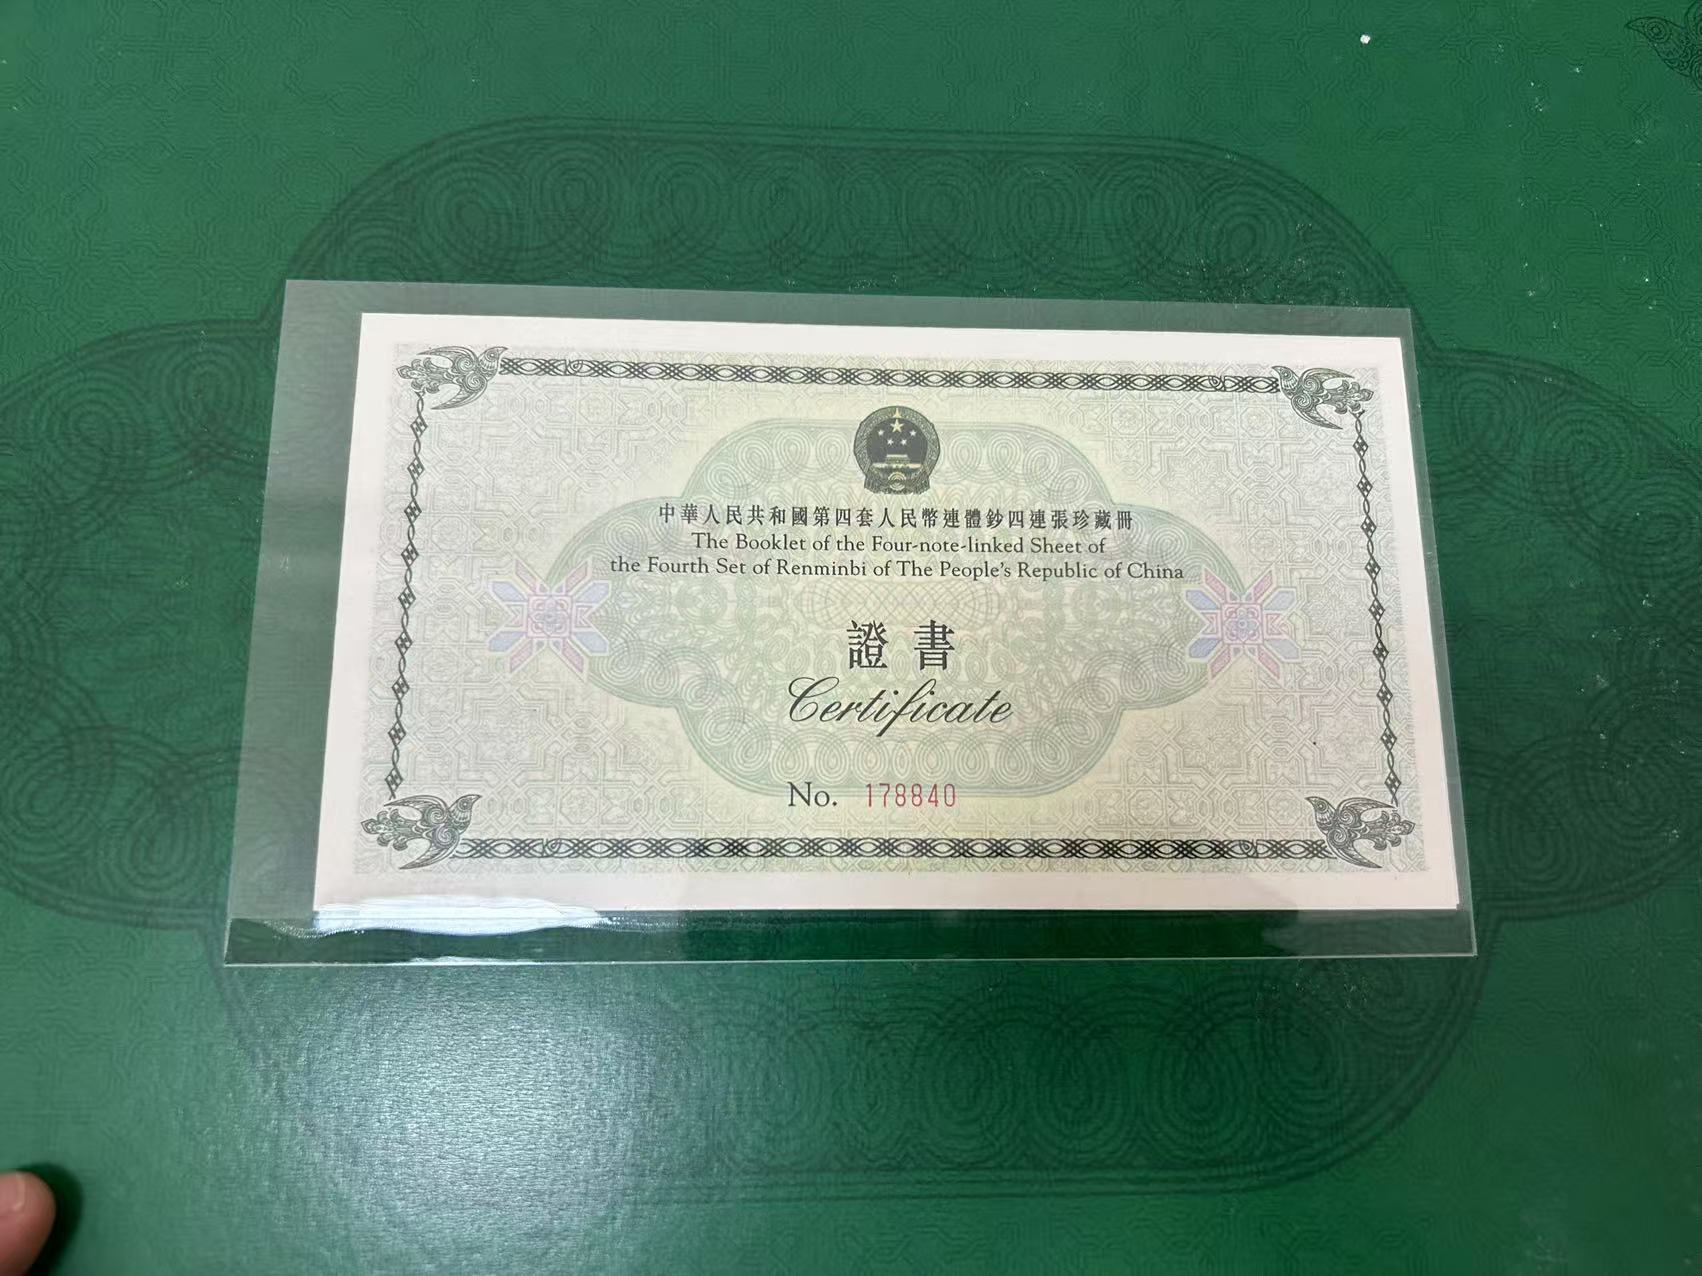 中華人民共和國第四套人民幣連體鈔四連張珍藏冊
The Booklet of the Four-note-linked Sheet of
the Fourth Set of Renminbi of The People's Republic of China
證書
Certificate
No. 178840